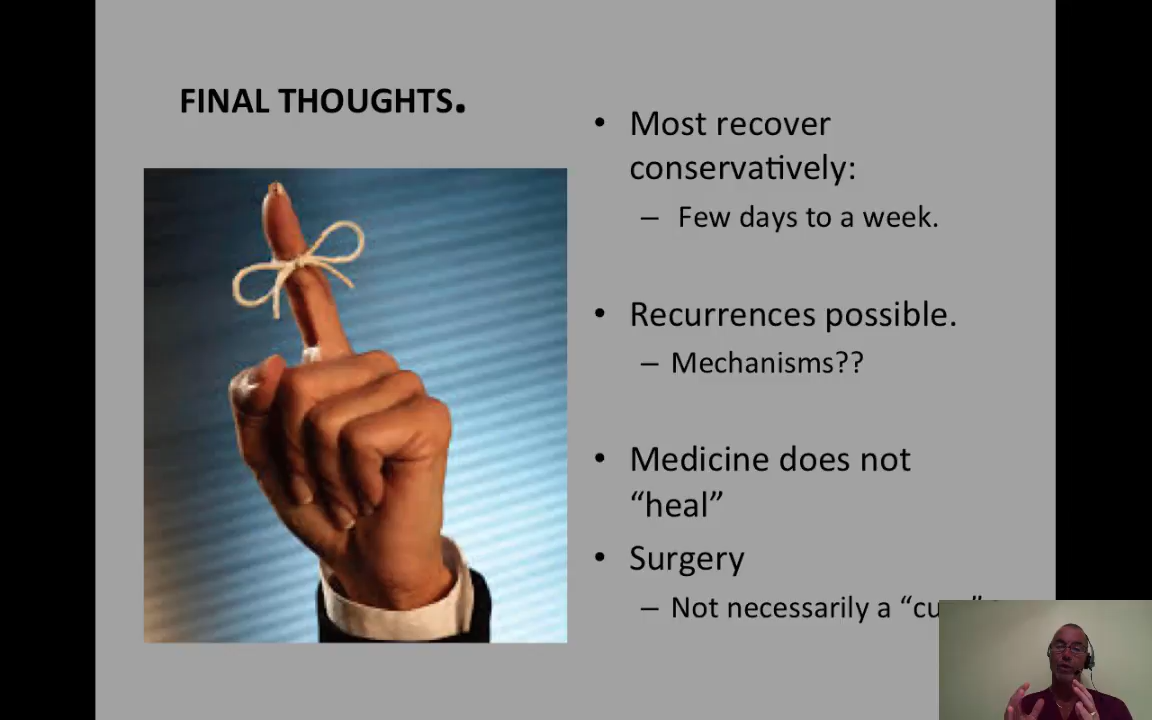 FINAL THOUGHTS.
• Most recover
conservatively:
– Few days to a week.
• Recurrences possible.
– Mechanisms??
• Medicine does not
“heal”
• Surgery
– Not necessarily a